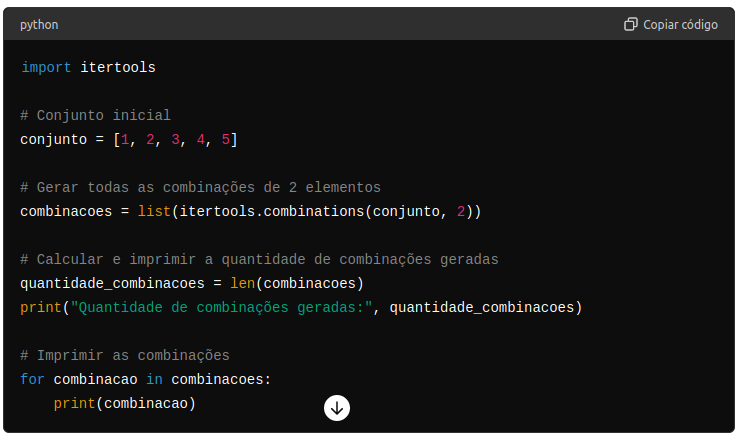 python Copiar código
import itertools
# Conjunto inicial
conjunto = [1, 2, 3, 4, 5]
# Gerar todas as combinações de 2 elementos
combinacoes = list(itertools.combinations(conjunto, 2))
# Calcular e imprimir a quantidade de combinações geradas
quantidade_combinacoes = len(combinacoes)
print("Quantidade de combinações geradas:", quantidade_combinacoes)
# Imprimir as combinações
for combinacao in combinacoes:
    print(combinacao)